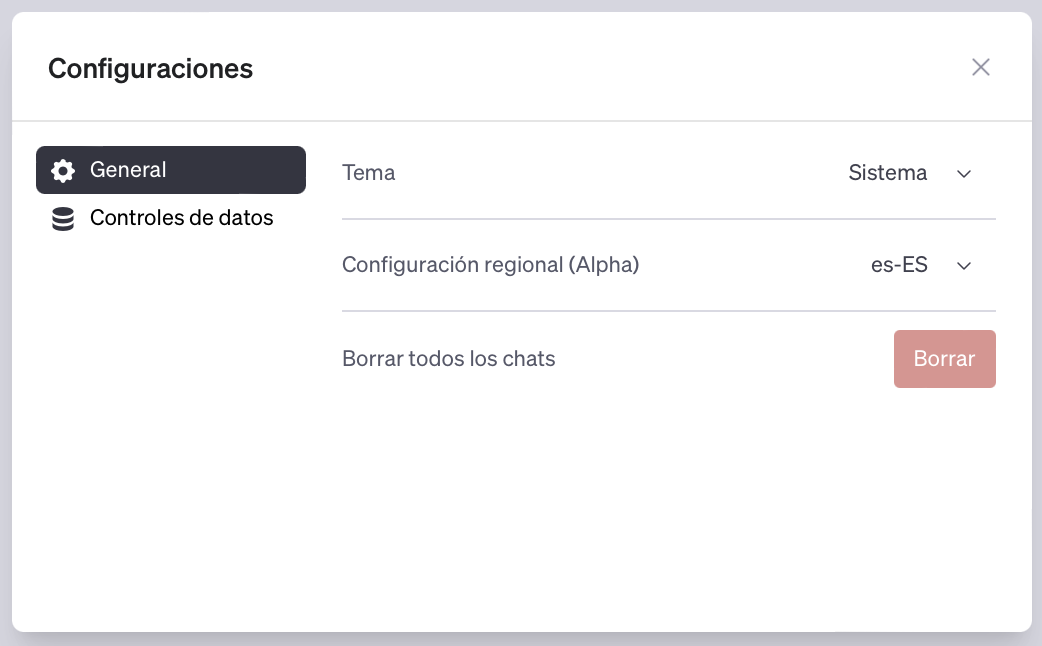 Configuraciones
General
Controles de datos
Tema
Sistema
Configuración regional (Alpha)
es-ES
Borrar todos los chats
Borrar